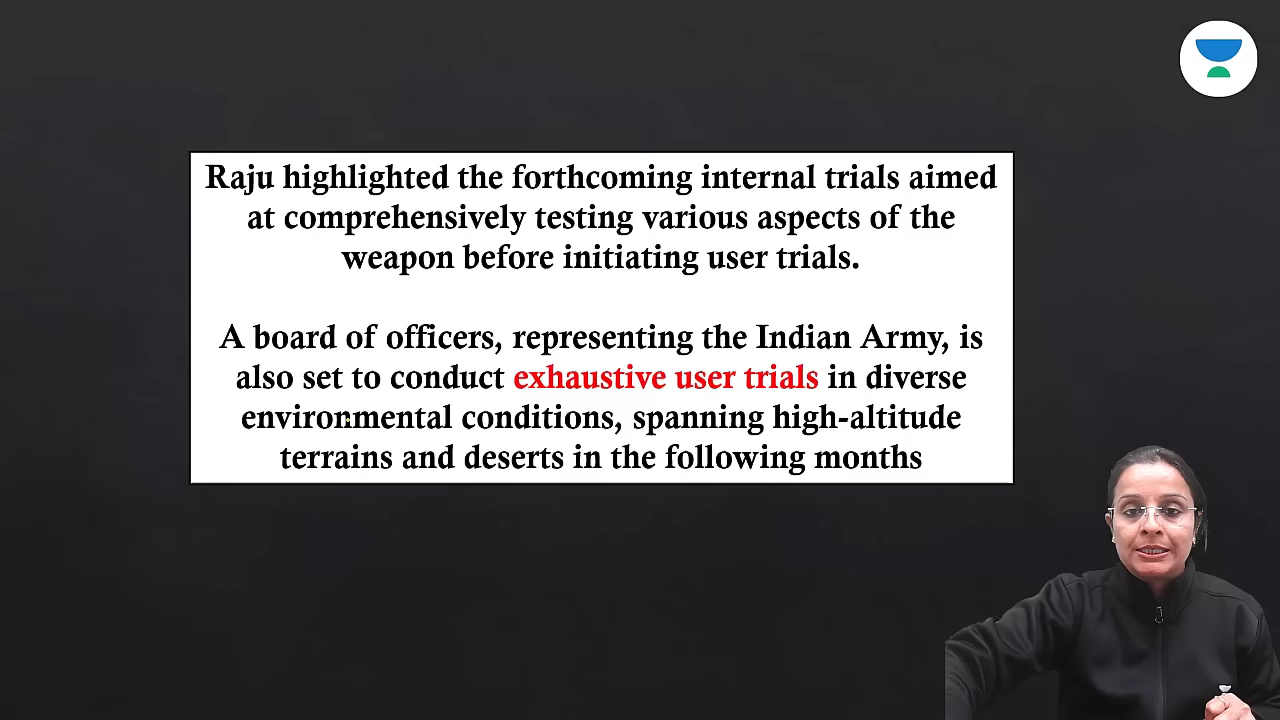 Raju highlighted the forthcoming internal trials aimed
at comprehensively testing various aspects of the
weapon before initiating user trials.
A board of officers, representing the Indian Army, is
also set to conduct exhaustive user trials in diverse
environmental conditions, spanning high-altitude
terrains and deserts in the following months